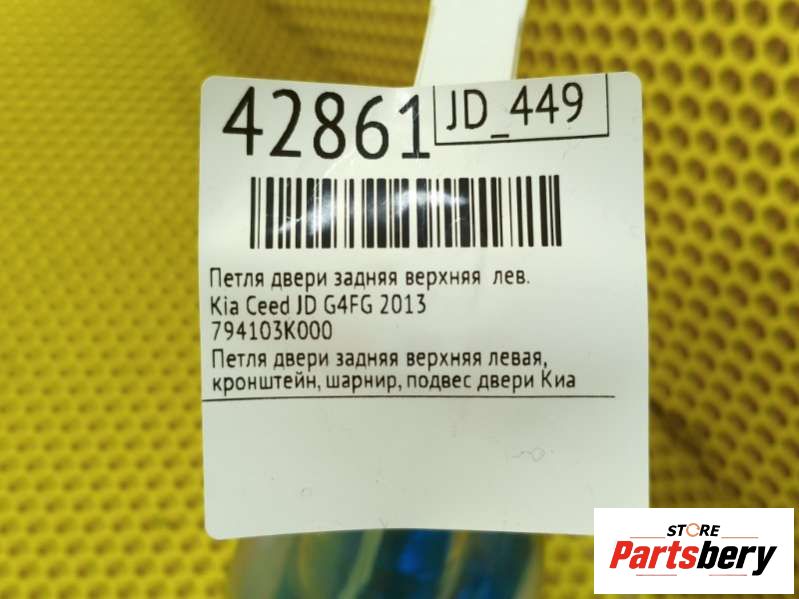 42861 JD_449
Петля двери задняя верхняя лев.
Kia Ceed JD G4FG 2013
794103K000
Петля двери задняя верхняя левая,
кронштейн, шарнир, подвес двери Киа
STORE
Partsbery